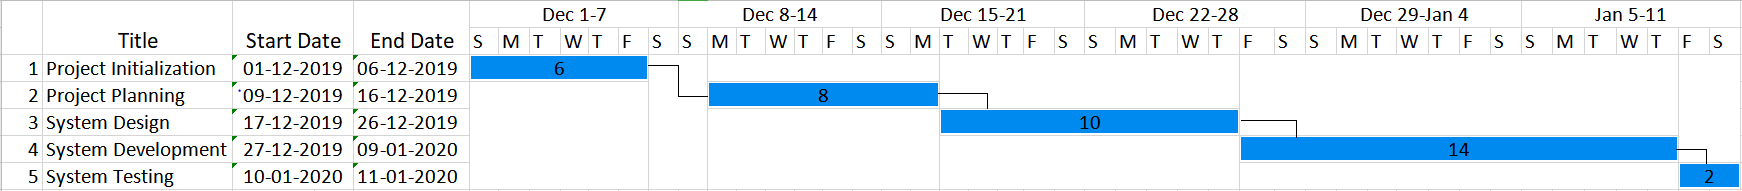 Dec 1-7 Dec 8-14 Dec 15-21 Dec 22-28 Dec 29-Jan 4 Jan 5-11
Title Start Date End Date S M T W T F S S M T W T F S S M T W T F S S M T W T F S S M T W T F S S M T W T F S
1 Project Initialization 01-12-2019 06-12-2019 6
2 Project Planning 09-12-2019 16-12-2019 8
3 System Design 17-12-2019 26-12-2019 10
4 System Development 27-12-2019 09-01-2020 14
5 System Testing 10-01-2020 11-01-2020 2